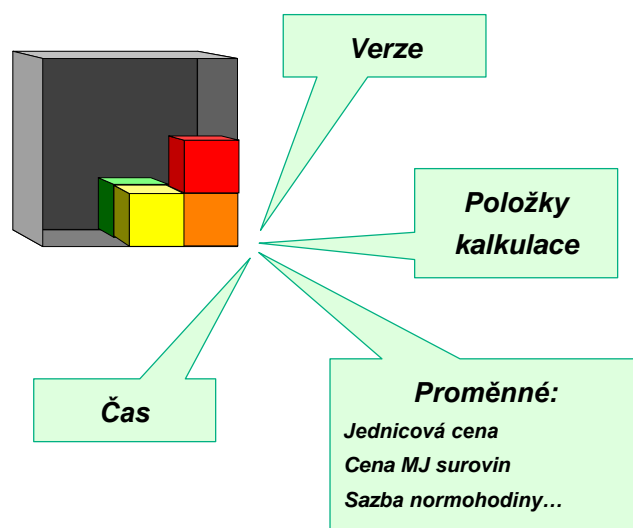 Verze
Položky
kalkulace
Čas
Proměnné:
Jednicová cena
Cena MJ surovin
Sazba normohodiny…